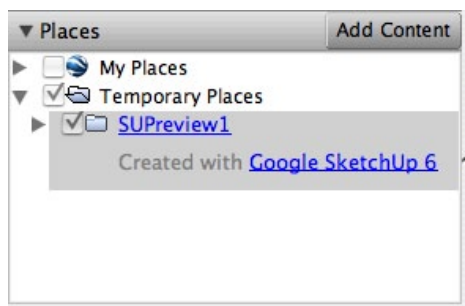 Places
Add Content
My Places
Temporary Places
SUPreview1
Created with Google SketchUp 6